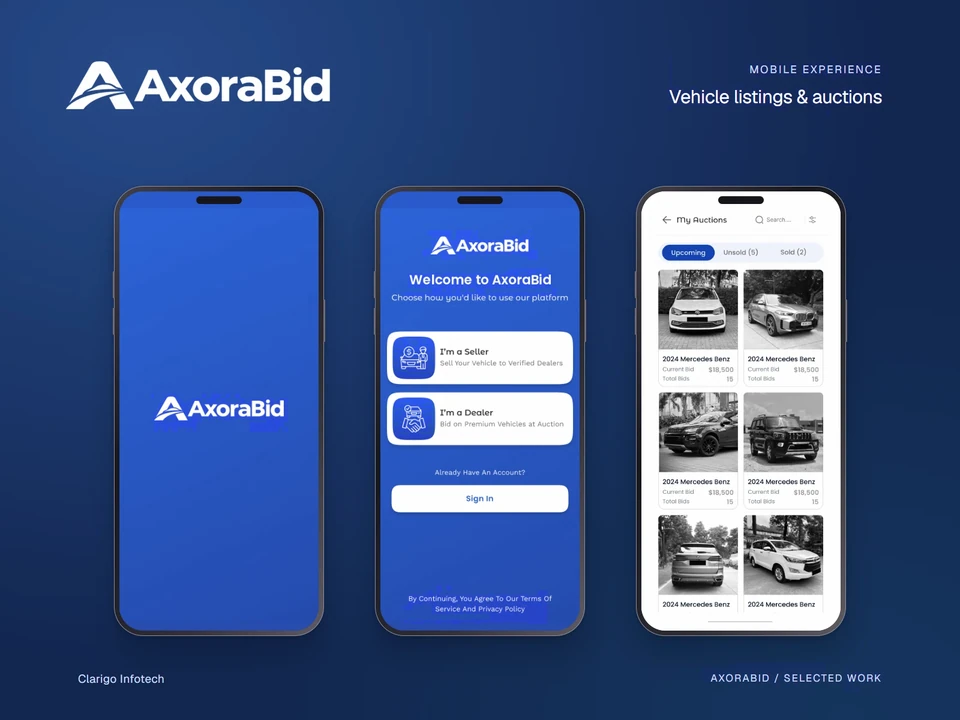 AxoraBid
MOBILE EXPERIENCE
Vehicle listings & auctions
AxoraBid
AxoraBid
Welcome to AxoraBid
Choose how you'd like to use our platform
I'm a Seller
Sell Your Vehicle to Verified Dealers
I'm a Dealer
Bid on Premium Vehicles at Auction
Already Have An Account?
Sign In
By Continuing, You Agree To Our Terms Of
Service And Privacy Policy
My Auctions
Search...
Upcoming
Unsold (5)
Sold (2)
2024 Mercedes Benz
Current Bid $18,500
Total Bids 15
2024 Mercedes Benz
Current Bid $18,500
Total Bids 15
2024 Mercedes Benz
Current Bid $18,500
Total Bids 15
2024 Mercedes Benz
Current Bid $18,500
Total Bids 15
2024 Mercedes Benz
2024 Mercedes Benz
Clarigo Infotech
AXORABID / SELECTED WORK